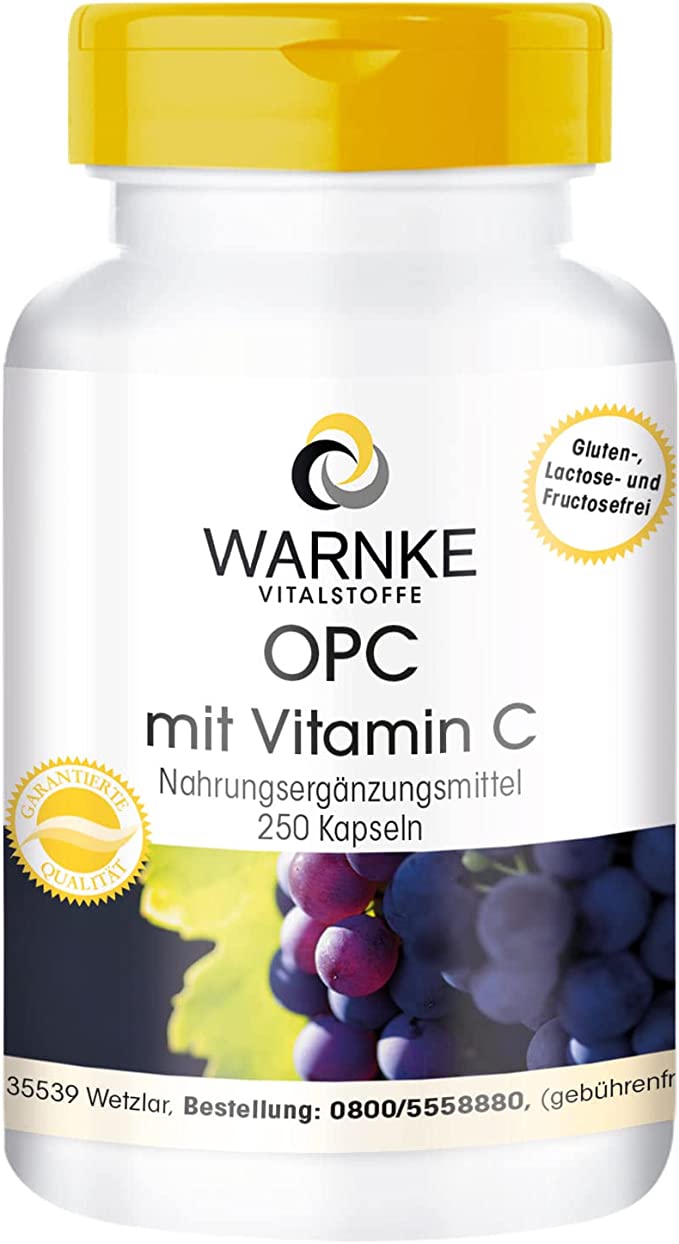 WARNKE
VITALSTOFFE
OPC
mit Vitamin C
Nahrungsergänzungsmittel
250 Kapseln
Gluten-,
Lactose- und
Fructosefrei
GARANTIERTE
QUALITÄT
35539 Wetzlar, Bestellung: 0800/5558880, (gebührenfr